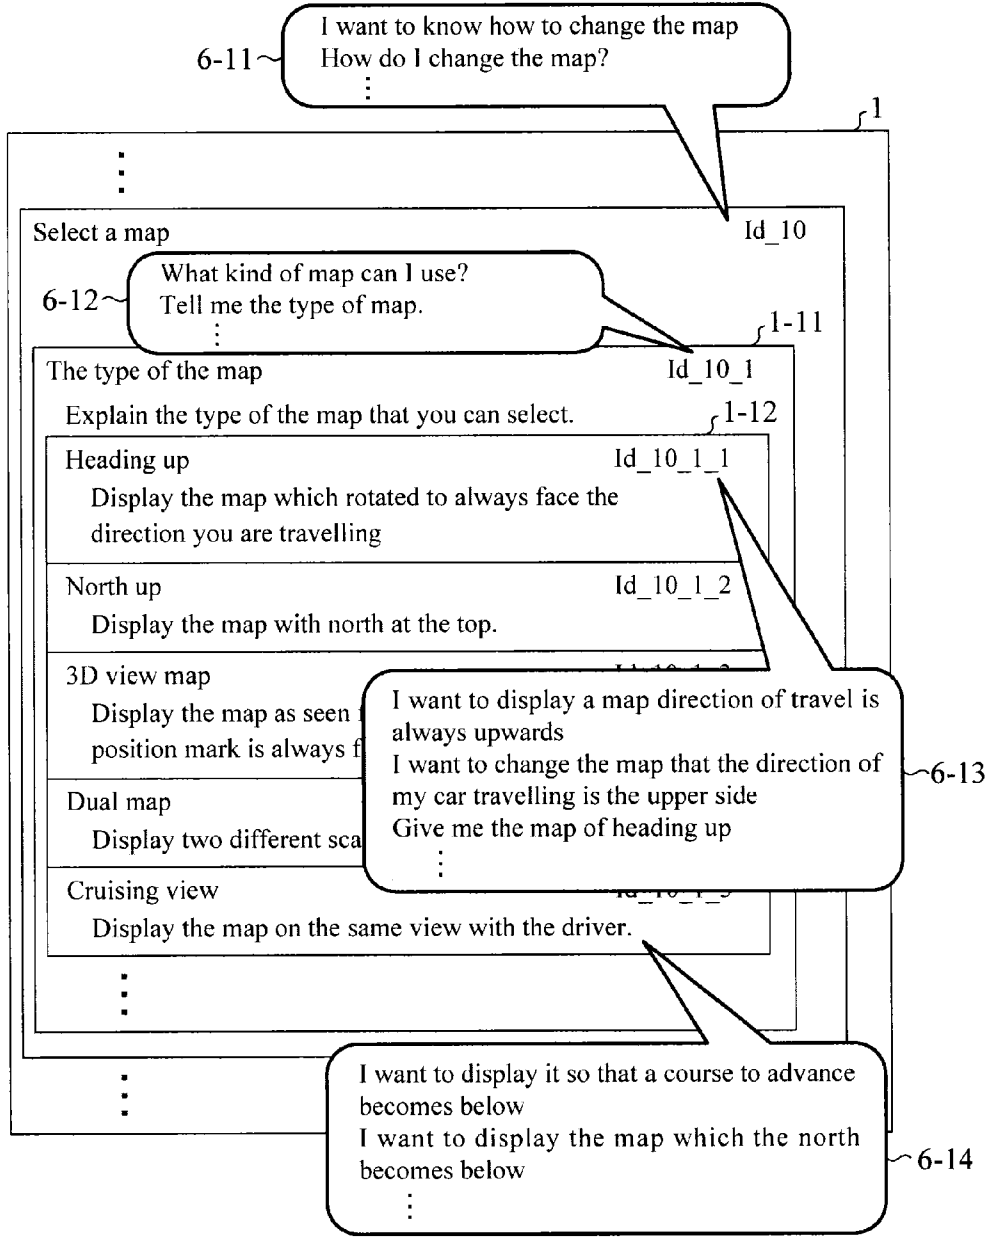 I want to know how to change the map
How do I change the map?
6-11
1
Select a map
Id_10
What kind of map can I use?
Tell me the type of map.
6-12
1-11
The type of the map
Id_10_1
Explain the type of the map that you can select.
1-12
Heading up
Id_10_1_1
Display the map which rotated to always face the
direction you are travelling
North up
Id_10_1_2
Display the map with north at the top.
3D view map
Display the map as seen
position mark is always
I want to display a map direction of travel is
always upwards
I want to change the map that the direction of
my car travelling is the upper side
Give me the map of heading up
6-13
Dual map
Display two different
Cruising view
Display the map on the same view with the driver.
I want to display it so that a course to advance
becomes below
I want to display the map which the north
becomes below
6-14